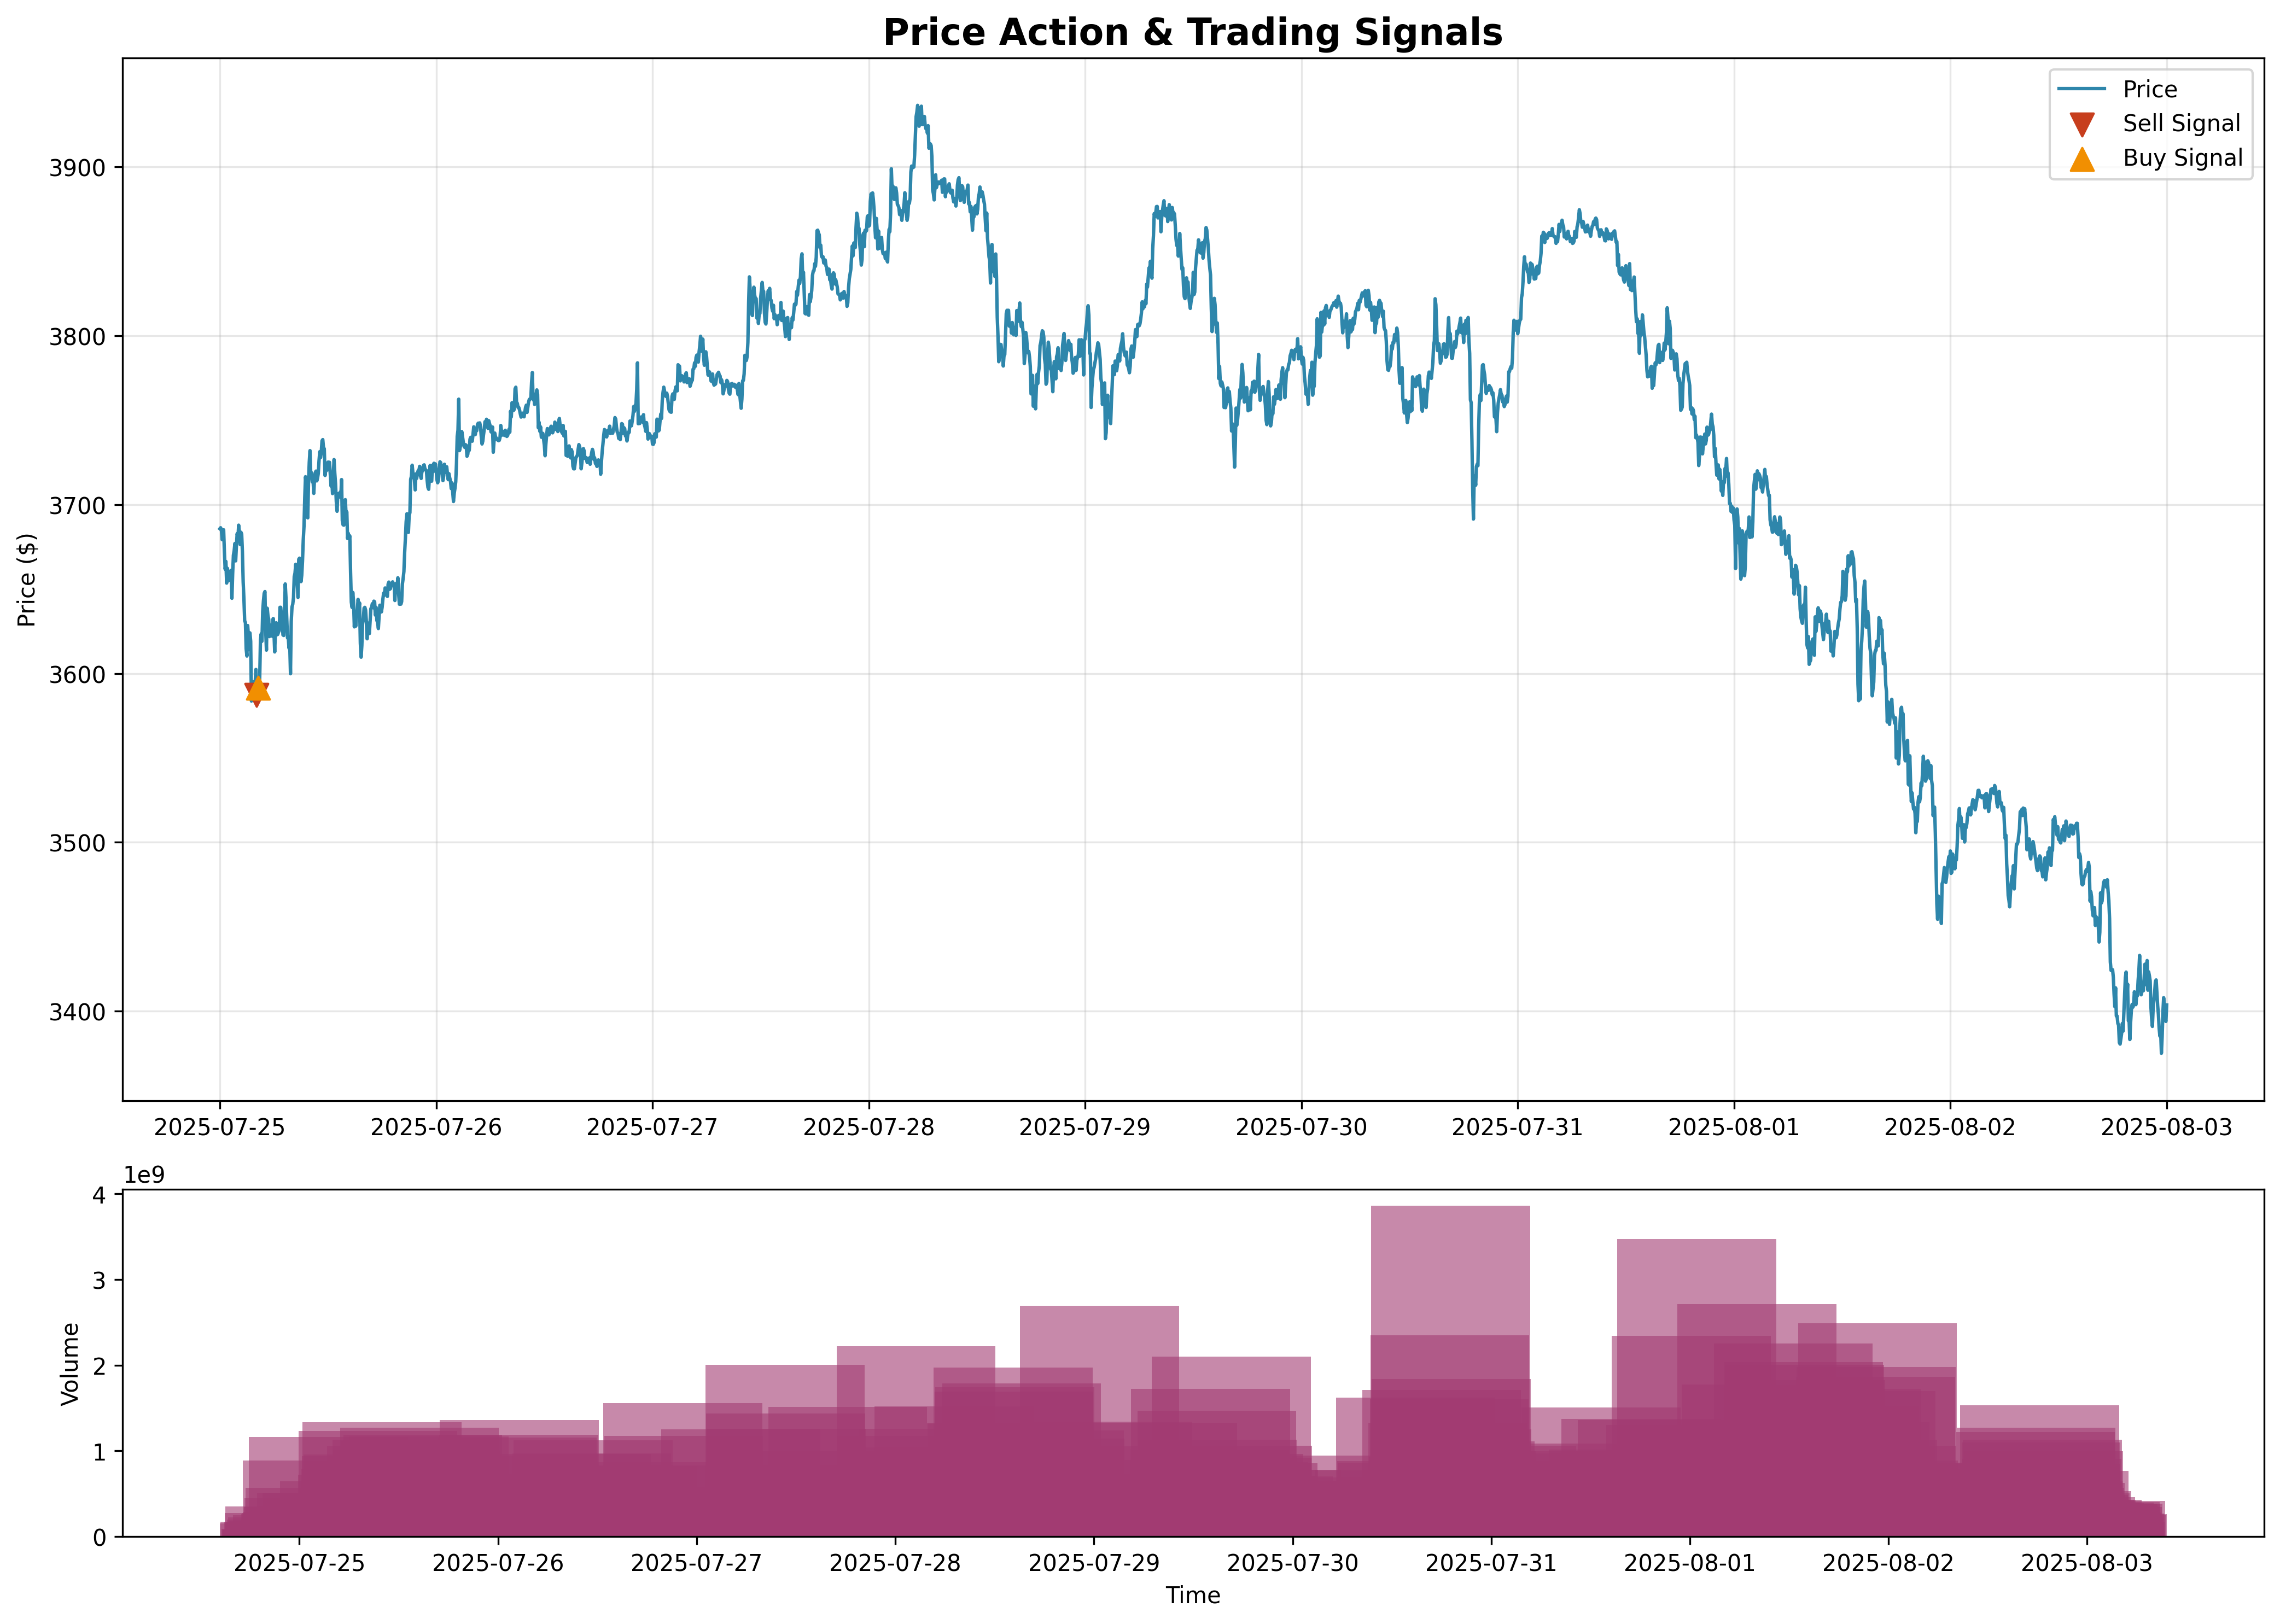 Price Action & Trading Signals
Price
Sell Signal
Buy Signal
Price ($)
3900
3800
3700
3600
3500
3400
2025-07-25 2025-07-26 2025-07-27 2025-07-28 2025-07-29 2025-07-30 2025-07-31 2025-08-01 2025-08-02 2025-08-03
1e9
Volume
4
3
2
1
0
2025-07-25 2025-07-26 2025-07-27 2025-07-28 2025-07-29 2025-07-30 2025-07-31 2025-08-01 2025-08-02 2025-08-03
Time